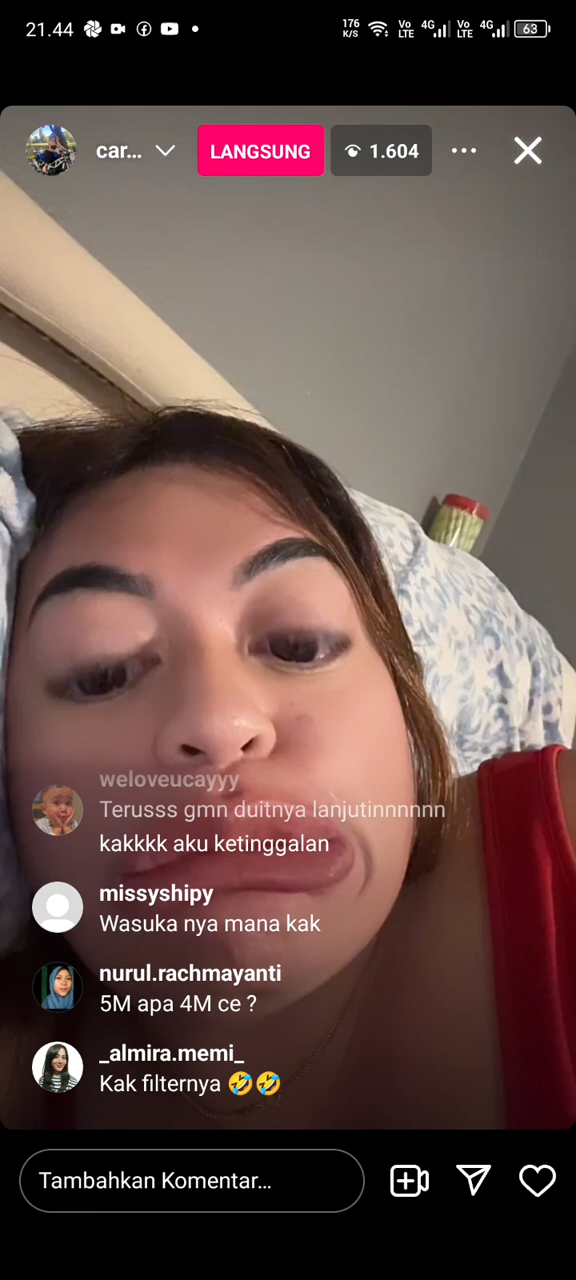 21.44
176
K/S
Vo
LTE
4G
Vo
LTE
4G
63
car...
LANGSUNG
1.604
weloveucayyy
Terusss gmn duitnya lanjutinnnnnn
kakkkk aku ketinggalan
missyshipy
Wasuka nya mana kak
nurul.rachmayanti
5M apa 4M ce ?
_almira.memi_
Kak filternya 🤣🤣
Tambahkan Komentar...